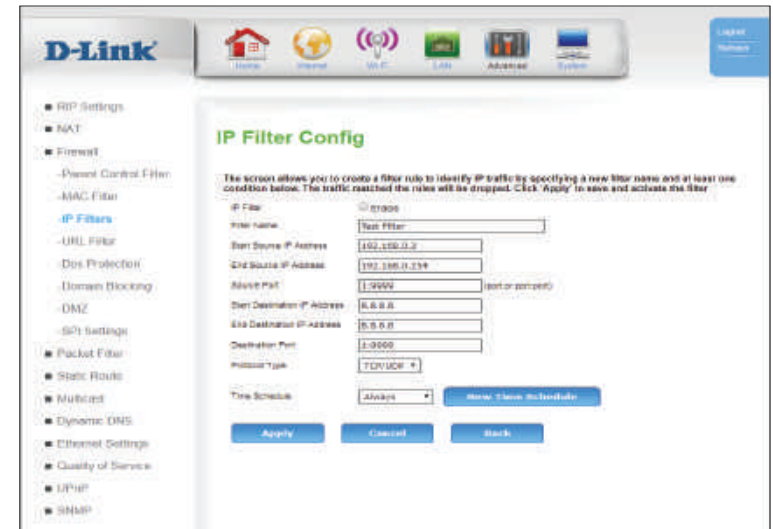 D-Link
Home
Internet
Wi-Fi
LAN
Advanced
System
Logout
Refresh
RIP Settings
NAT
Firewall
-Parent Control Filter
-MAC Filter
-IP Filters
-URL Filter
-Dos Protection
-Domain Blocking
-DMZ
-SPI Settings
Packet Filter
Static Route
Multicast
Dynamic DNS
Ethernet Settings
Quality of Service
UPnP
SNMP
IP Filter Config
The screen allows you to create a filter rule to identify IP traffic by specifying a new filter name and at least one
condition below. The traffic matched the rules will be dropped. Click 'Apply' to save and activate the filter
IP Filter
Filter Name Test Filter
Start Source IP Address 192.168.0.2
End Source IP Address 192.168.0.254
Source Port 1:9999 (port or port:port)
Start Destination IP Address 8.8.8.8
End Destination IP Address 8.8.8.8
Destination Port 1:9999
Protocol Type TCP/UDP
Time Schedule Always New Time Schedule
Apply Cancel Back